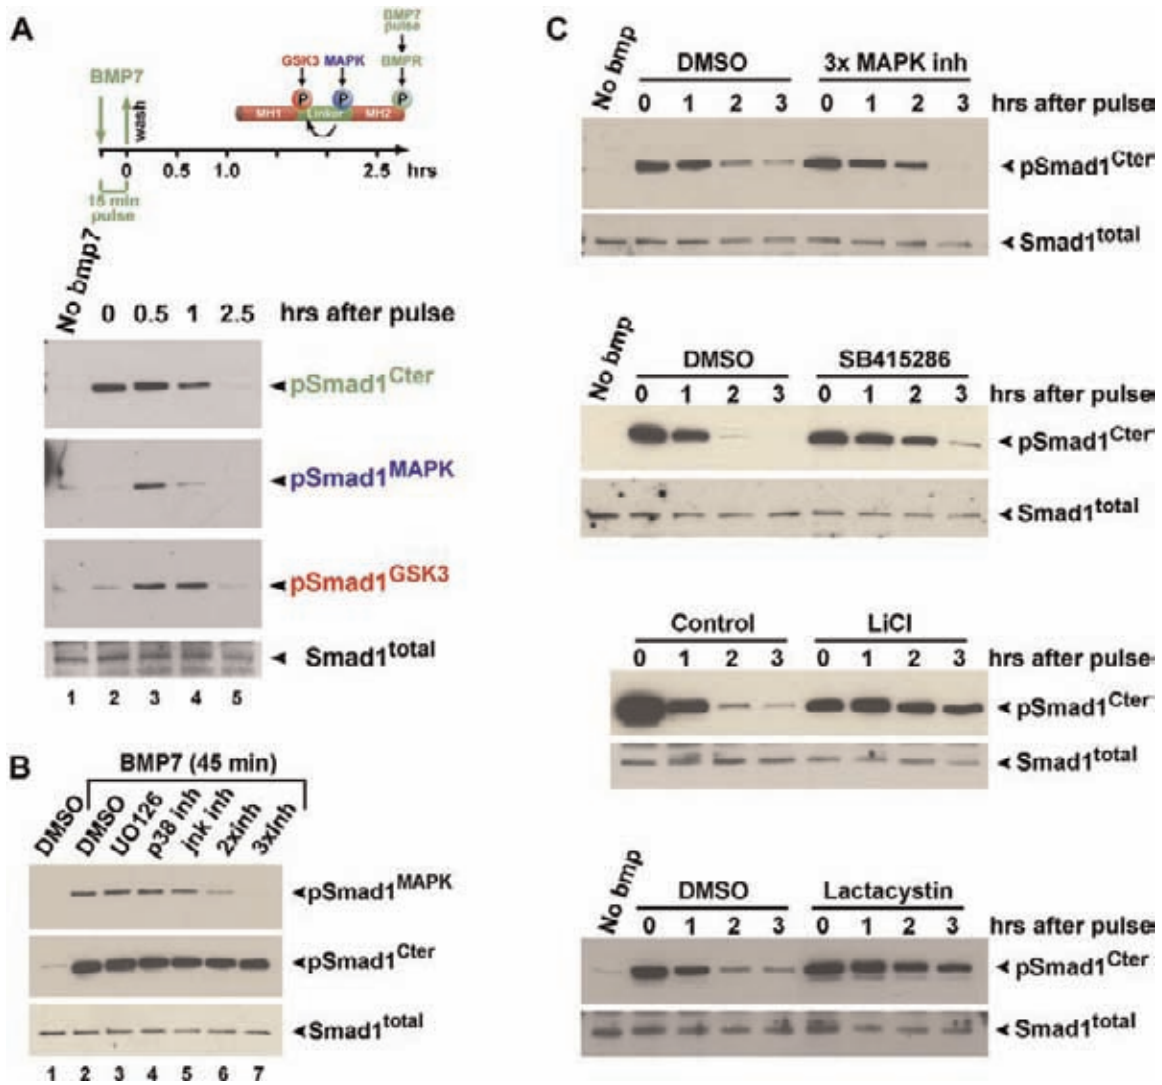 A
BMP7 pulse
GSK3 MAPK BMPR
BMP7
wash
P P P
MH1 Linker MH2
0 0.5 1.0 2.5 hrs
15 min pulse
No bmp7
0 0.5 1 2.5 hrs after pulse
pSmad1Cter
pSmad1MAPK
pSmad1GSK3
Smad1total
1 2 3 4 5
B
BMP7 (45 min)
DMSO DMSO UO126 p38 inh jnk inh 2xinh 3xinh
pSmad1MAPK
pSmad1Cter
Smad1total
1 2 3 4 5 6 7
C
No bmp
DMSO 3x MAPK inh
0 1 2 3 0 1 2 3 hrs after pulse
pSmad1Cter
Smad1total
No bmp
DMSO SB415286
0 1 2 3 0 1 2 3 hrs after pulse
pSmad1Cter
Smad1total
Control LiCl
0 1 2 3 0 1 2 3 hrs after pulse
pSmad1Cter
Smad1total
No bmp
DMSO Lactacystin
0 1 2 3 0 1 2 3 hrs after pulse
pSmad1Cter
Smad1total